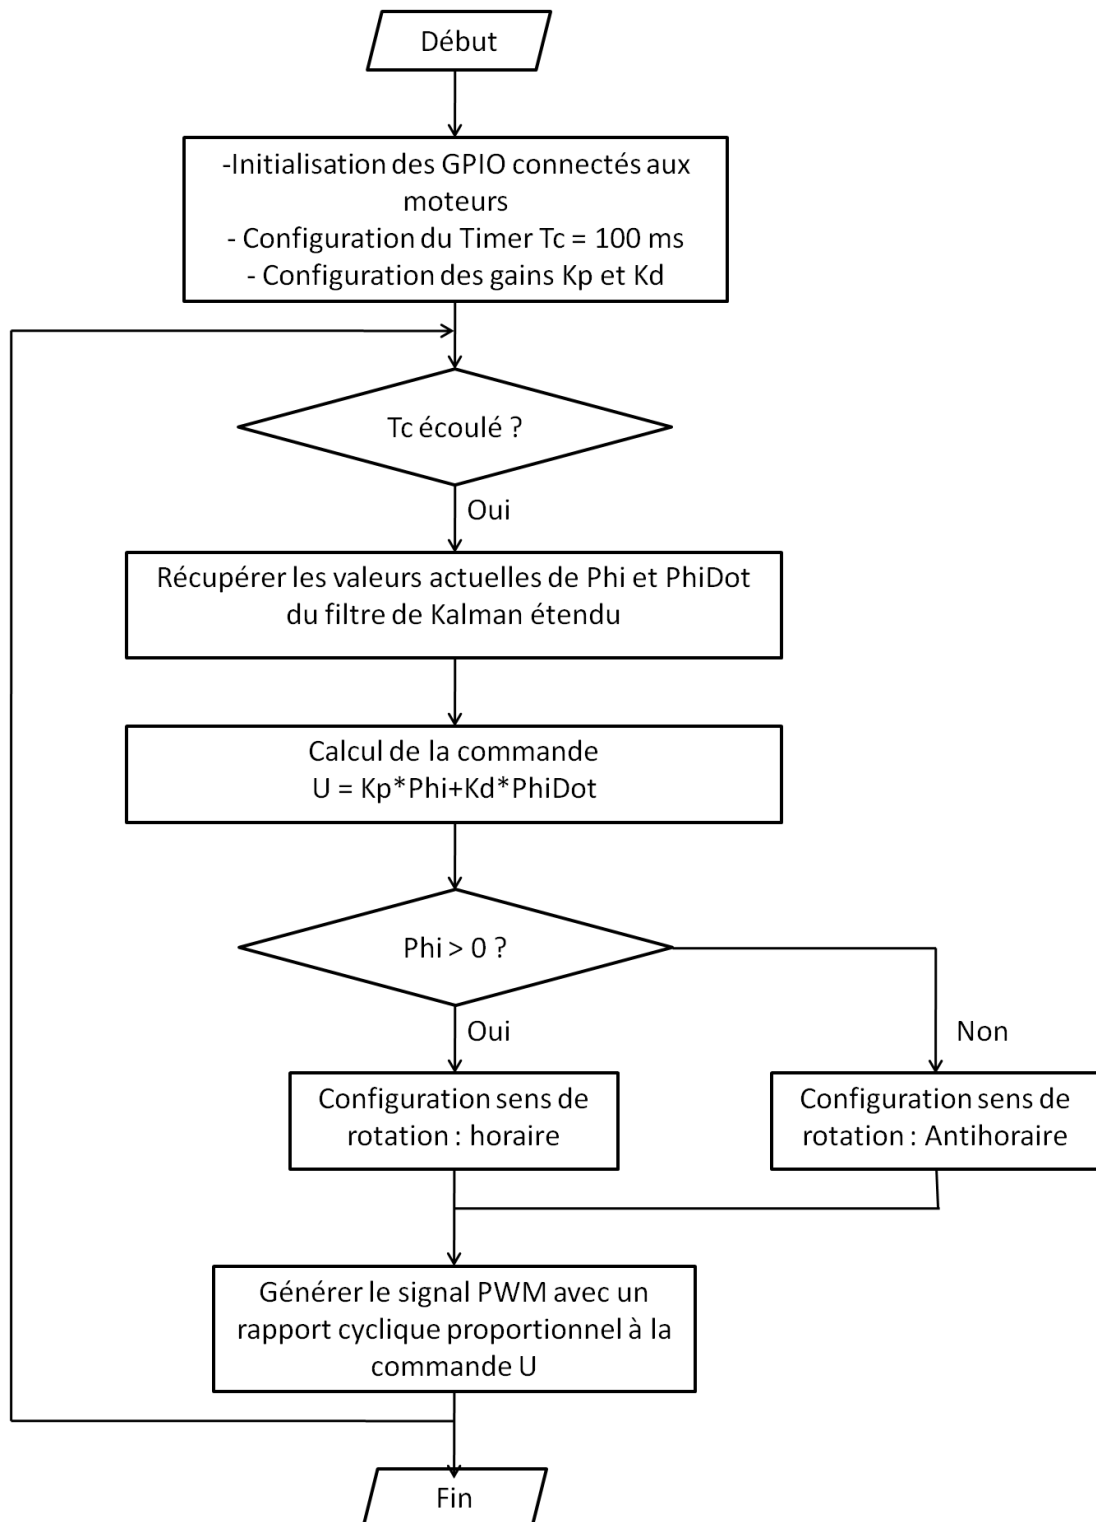 Début
-Initialisation des GPIO connectés aux
moteurs
- Configuration du Timer Tc = 100 ms
- Configuration des gains Kp et Kd
Tc écoulé ?
Oui
Récupérer les valeurs actuelles de Phi et PhiDot
du filtre de Kalman étendu
Calcul de la commande
U = Kp*Phi+Kd*PhiDot
Phi > 0 ?
Oui
Non
Configuration sens de
rotation : horaire
Configuration sens de
rotation : Antihoraire
Générer le signal PWM avec un
rapport cyclique proportionnel à la
commande U
Fin